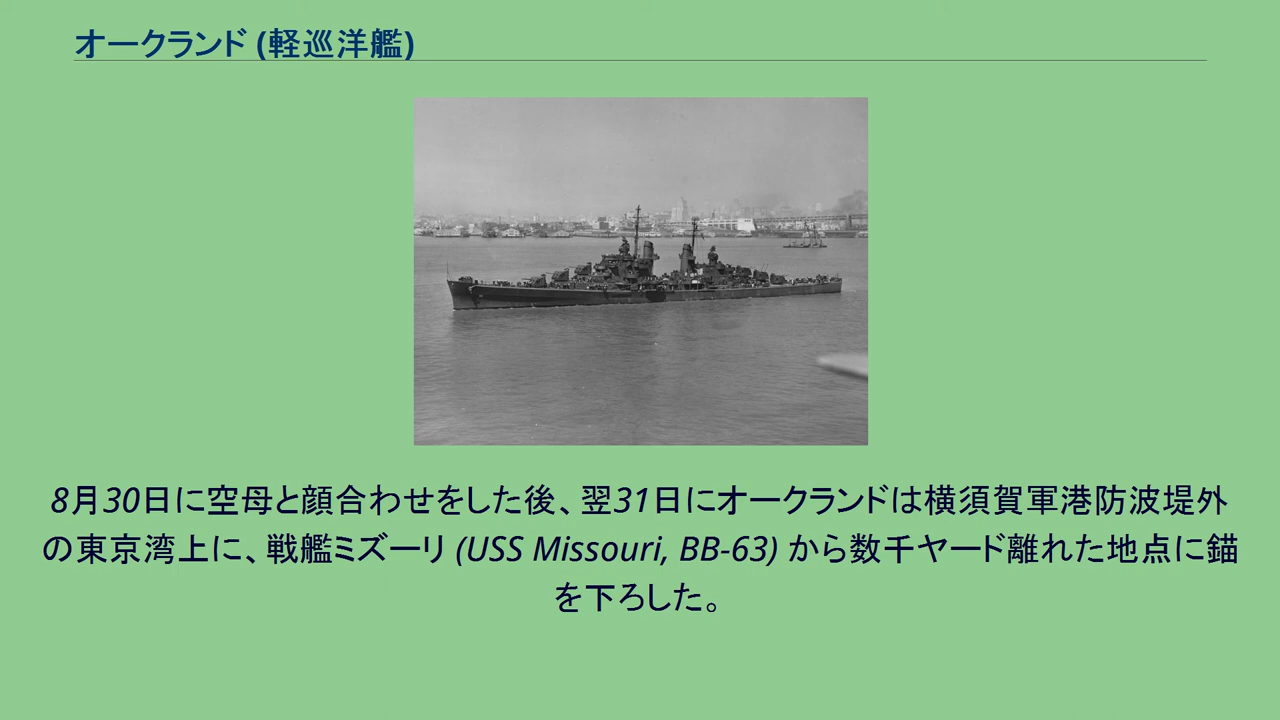 オークランド (軽巡洋艦)
8月30日に空母と顔合わせをした後、翌31日にオークランドは横須賀軍港防波堤外
の東京湾上に、戦艦ミズーリ (USS Missouri, BB-63) から数千ヤード離れた地点に錨
を下ろした。